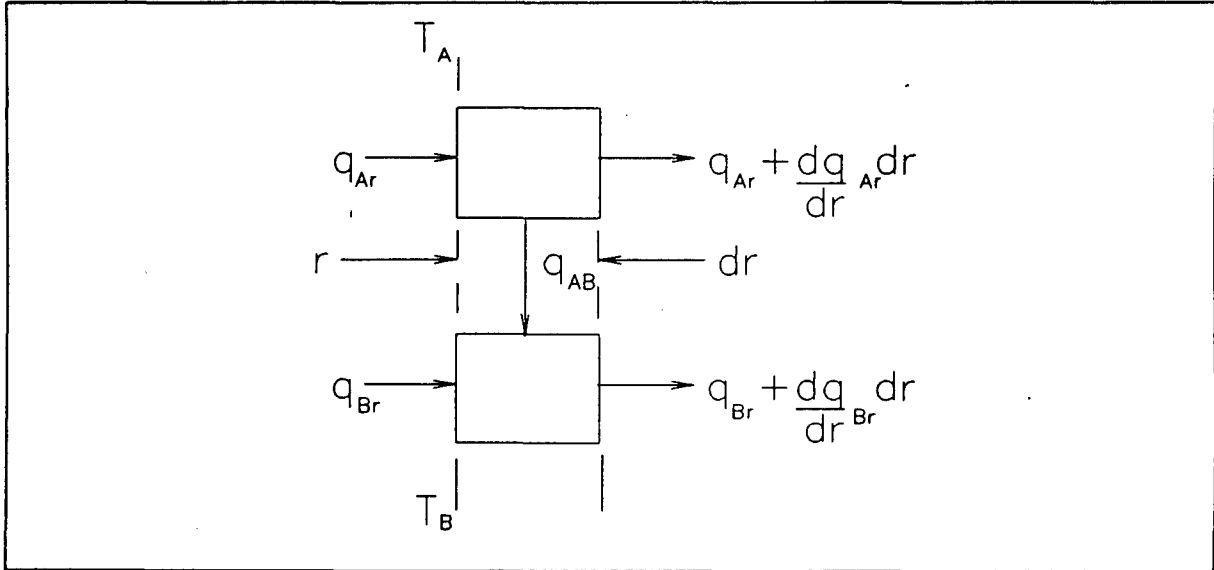 T_A
q_Ar
q_Ar + dq/dr _Ar dr
r
q_AB
dr
q_Br
q_Br + dq/dr _Br dr
T_B